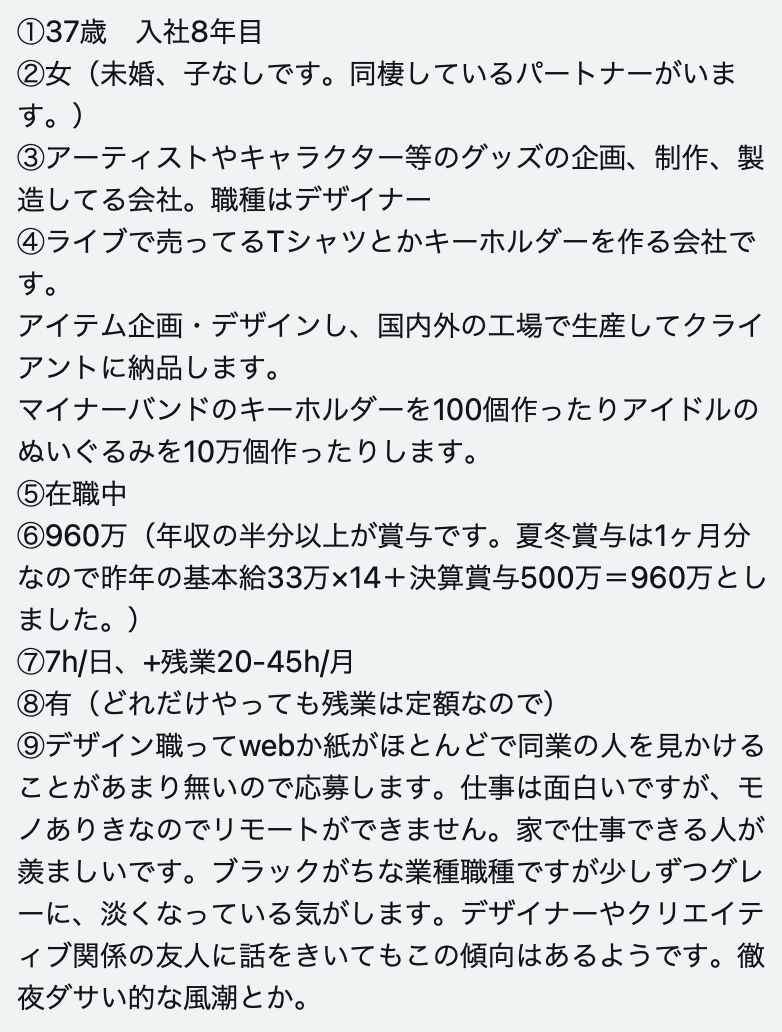 ①37歳　入社8年目
②女（未婚、子なしです。同棲しているパートナーがいま
す。）
③アーティストやキャラクター等のグッズの企画、制作、製
造してる会社。職種はデザイナー
④ライブで売ってるTシャツとかキーホルダーを作る会社で
す。
アイテム企画・デザインし、国内外の工場で生産してクライ
アントに納品します。
マイナーバンドのキーホルダーを100個作ったりアイドルの
ぬいぐるみを10万個作ったりします。
⑤在職中
⑥960万（年収の半分以上が賞与です。夏冬賞与は1ヶ月分
なので昨年の基本給33万×14＋決算賞与500万＝960万とし
ました。）
⑦7h/日、+残業20-45h/月
⑧有（どれだけやっても残業は定額なので）
⑨デザイン職ってwebか紙がほとんどで同業の人を見かける
ことがあまり無いので応募します。仕事は面白いですが、モ
ノありきなのでリモートができません。家で仕事できる人が
羨ましいです。ブラックがちな業種職種ですが少しずつグレ
ーに、淡くなっている気がします。デザイナーやクリエイテ
ィブ関係の友人に話をきいてもこの傾向はあるようです。徹
夜ダサい的な風潮とか。